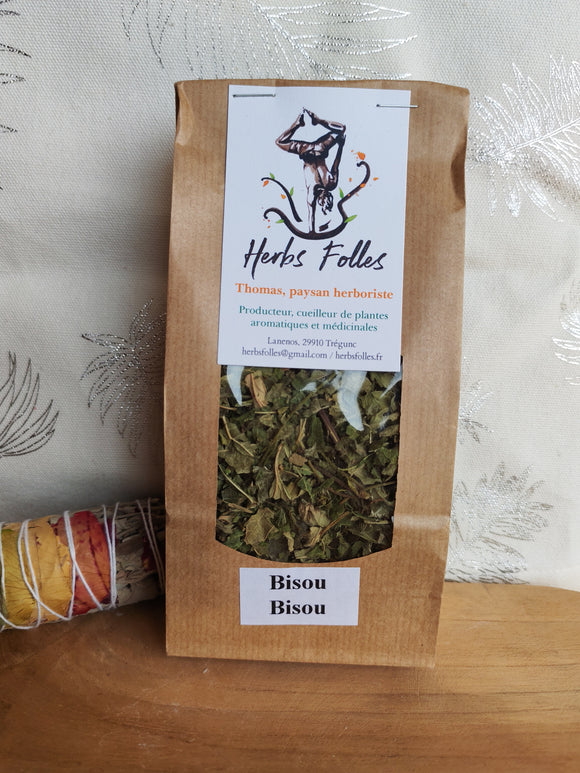 Herbs Folles
Thomas, paysan herboriste
Producteur, cueilleur de plantes
aromatiques et médicinales
Lanenos, 29910 Trégunc
herbsfolles@gmail.com / herbsfolles.fr
Bisou
Bisou